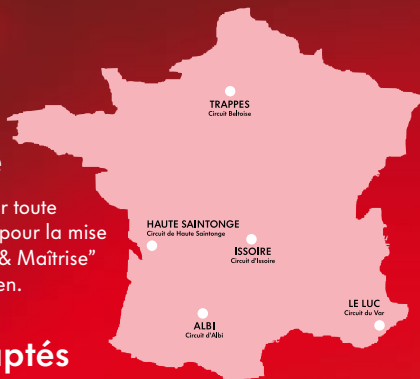 TRAPPES
Circuit Beltoise
r toute
pour la mise
& Maîtrise”
en.
HAUTE SAINTONGE
Circuit de Haute Saintonge
ISSOIRE
Circuit d'Issoire
LE LUC
Circuit du Var
ALBI
Circuit d'Albi
ptés